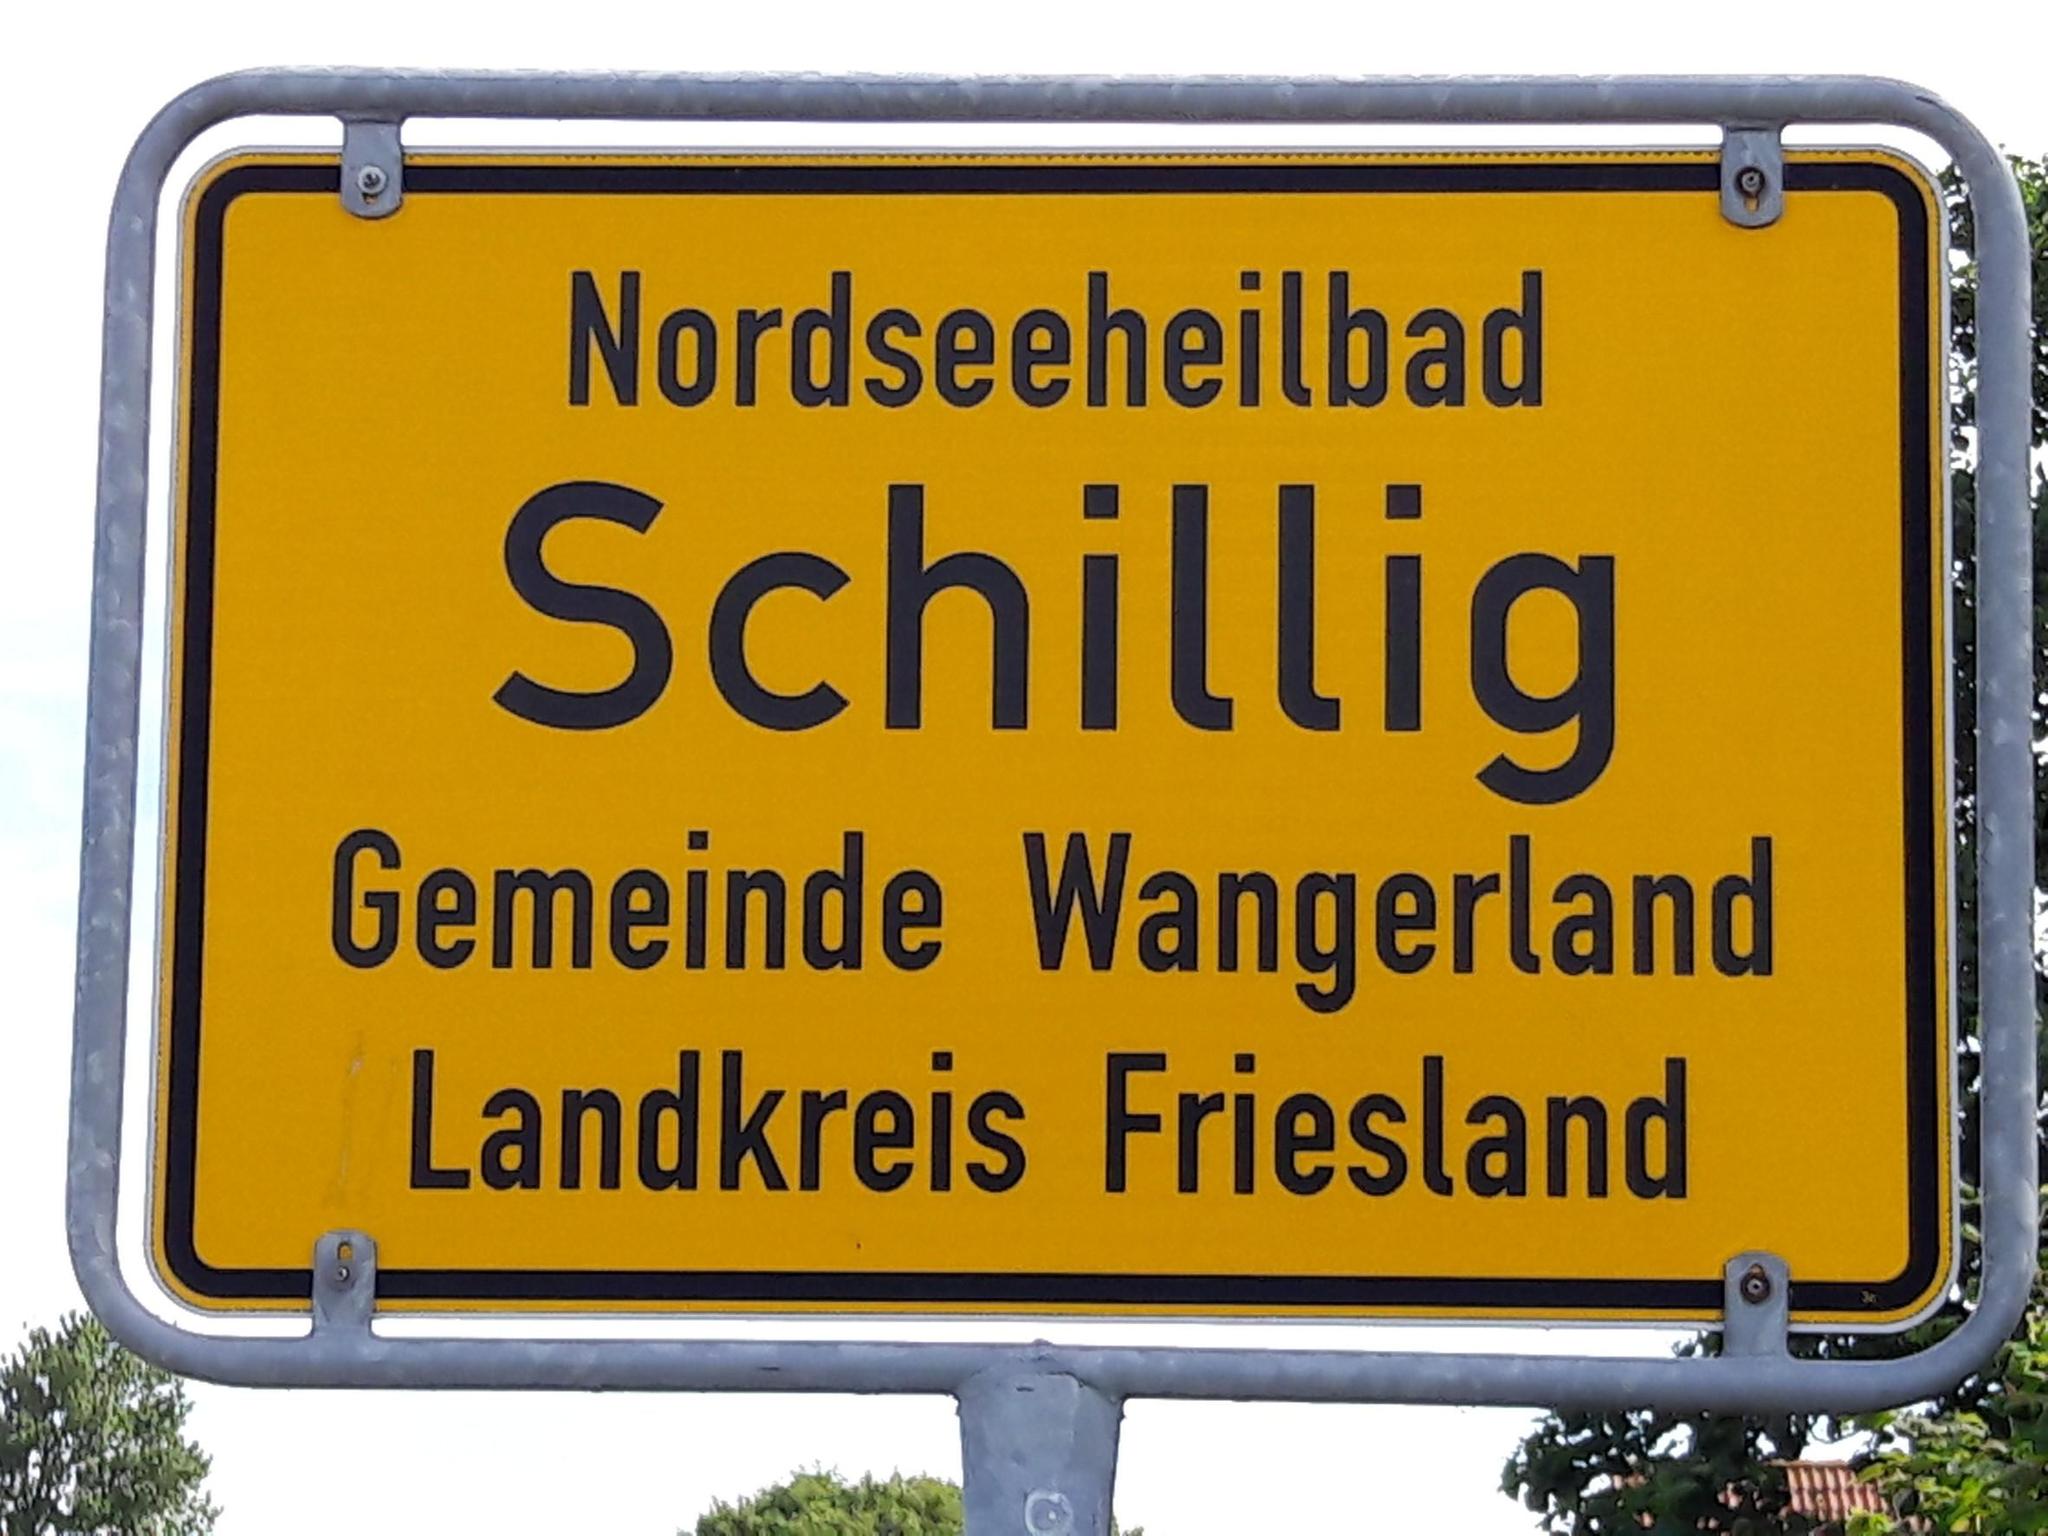 Nordseeheilbad
Schillig
Gemeinde Wangerland
Landkreis Friesland